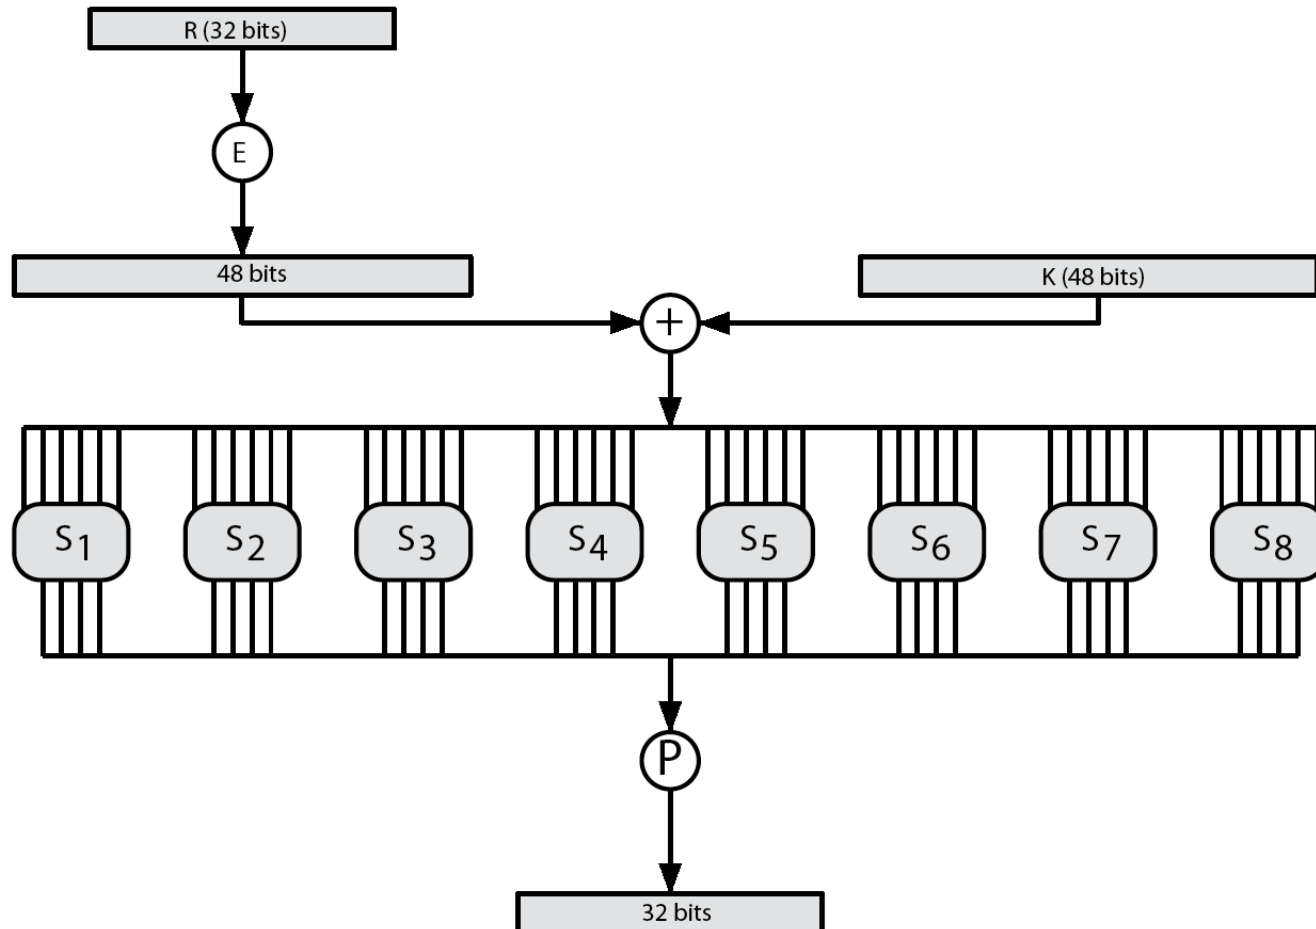 R (32 bits)
E
48 bits
K (48 bits)
+
S1 S2 S3 S4 S5 S6 S7 S8
P
32 bits